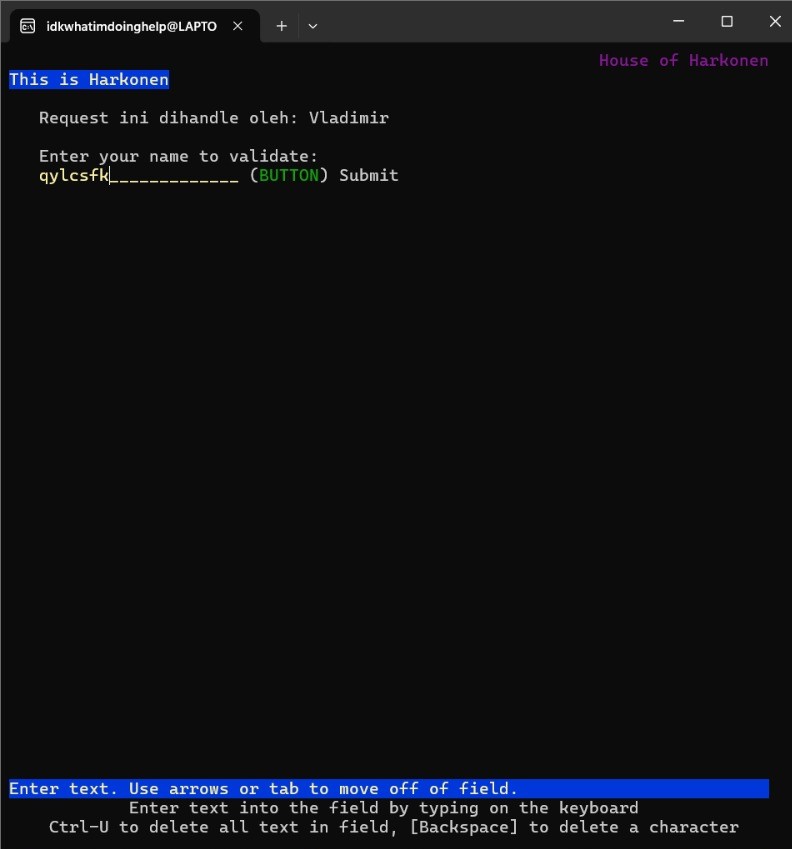 idkwhatimdoinghelp@LAPTO
House of Harkonen
This is Harkonen
Request ini dihandle oleh: Vladimir
Enter your name to validate:
qylcsfk_____________ (BUTTON) Submit
Enter text. Use arrows or tab to move off of field.
Enter text into the field by typing on the keyboard
Ctrl-U to delete all text in field, [Backspace] to delete a character